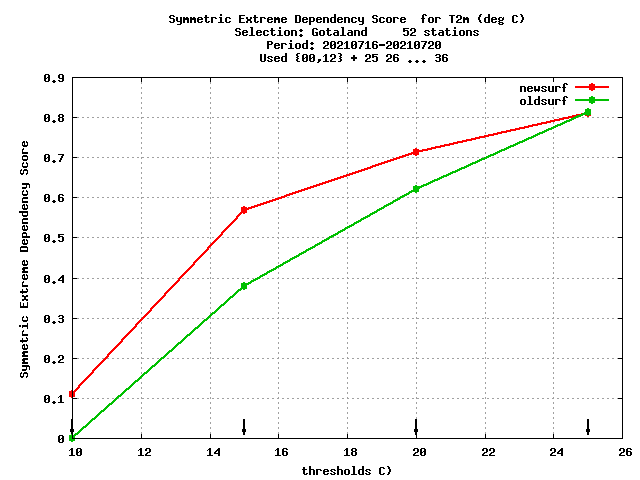 Symmetric Extreme Dependency Score  for T2m (deg C)
Selection: Gotaland     52 stations
Period: 20210716-20210720
Used {00,12} + 25 26 ... 36
newsurf
oldsurf
Symmetric Extreme Dependency Score
0.9
0.8
0.7
0.6
0.5
0.4
0.3
0.2
0.1
0
10 12 14 16 18 20 22 24 26
thresholds C)